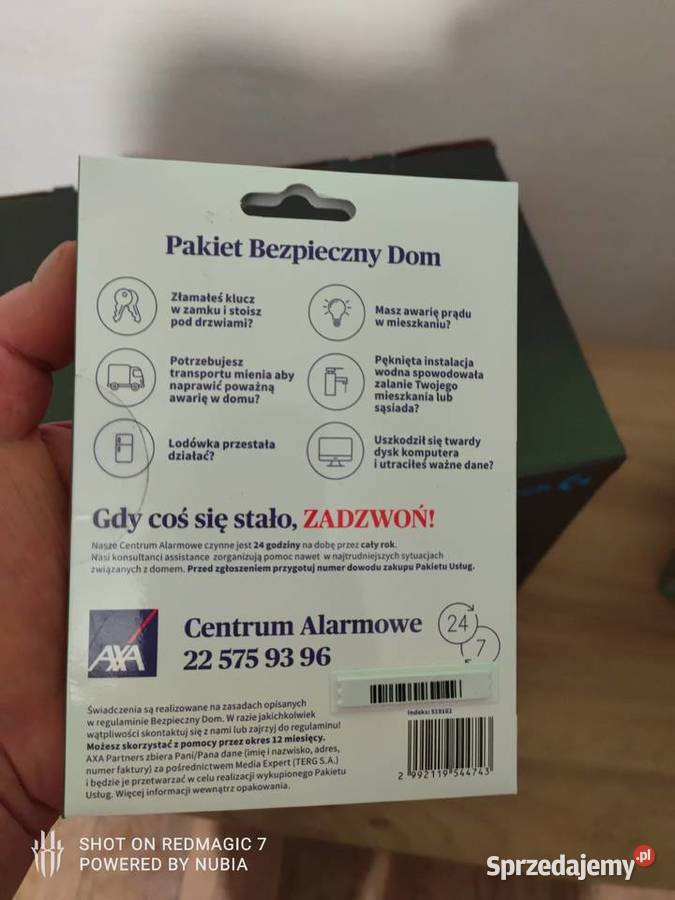 Pakiet Bezpieczny Dom
Złamałeś klucz
w zamku i stoisz
pod drzwiami?
Masz awarię prądu
w mieszkaniu?
Potrzebujesz
transportu mienia aby
naprawić poważną
awarię w domu?
Pęknięta instalacja
wodna spowodowała
zalanie Twojego
mieszkania lub
sąsiada?
Lodówka przestała
działać?
Uszkodził się twardy
dysk komputera
i utraciłeś ważne dane?
Gdy coś się stało, ZADZWOŃ!
Nasze Centrum Alarmowe czynne jest 24 godziny na dobę przez cały rok.
Nasi konsultanci assistance zorganizują pomoc nawet w najtrudniejszych sytuacjach
związanych z domem. Przed zgłoszeniem przygotuj numer dowodu zakupu Pakietu Usług.
AXA
Centrum Alarmowe
22 575 93 96
24
7
Świadczenia są realizowane na zasadach opisanych
w regulaminie Bezpieczny Dom. W razie jakichkolwiek
wątpliwości skontaktuj się z nami lub zajrzyj do regulaminu!
Możesz skorzystać z pomocy przez okres 12 miesięcy.
AXA Partners zbiera Pani/Pana dane (imię i nazwisko, adres,
numer faktury) za pośrednictwem Media Expert (TERG S.A.)
i będzie je przetwarzać w celu realizacji wykupionego Pakietu
Usług. Więcej informacji wewnątrz opakowania.
Indeks: 519162
2 992119 544743
SHOT ON REDMAGIC 7
POWERED BY NUBIA
Sprzedajemy.pl